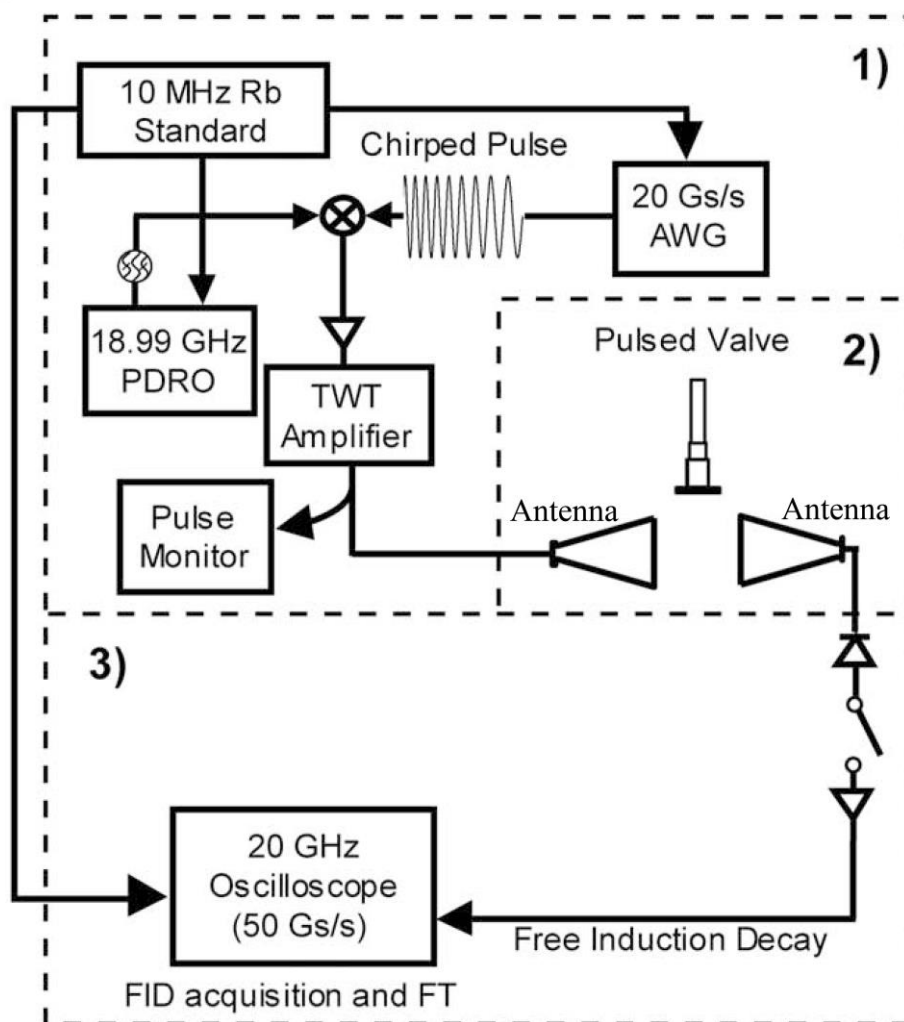 1)
10 MHz Rb
Standard
Chirped Pulse
20 Gs/s
AWG
18.99 GHz
PDRO
TWT
Amplifier
Pulse
Monitor
Pulsed Valve
2)
Antenna
Antenna
3)
20 GHz
Oscilloscope
(50 Gs/s)
Free Induction Decay
FID acquisition and FT